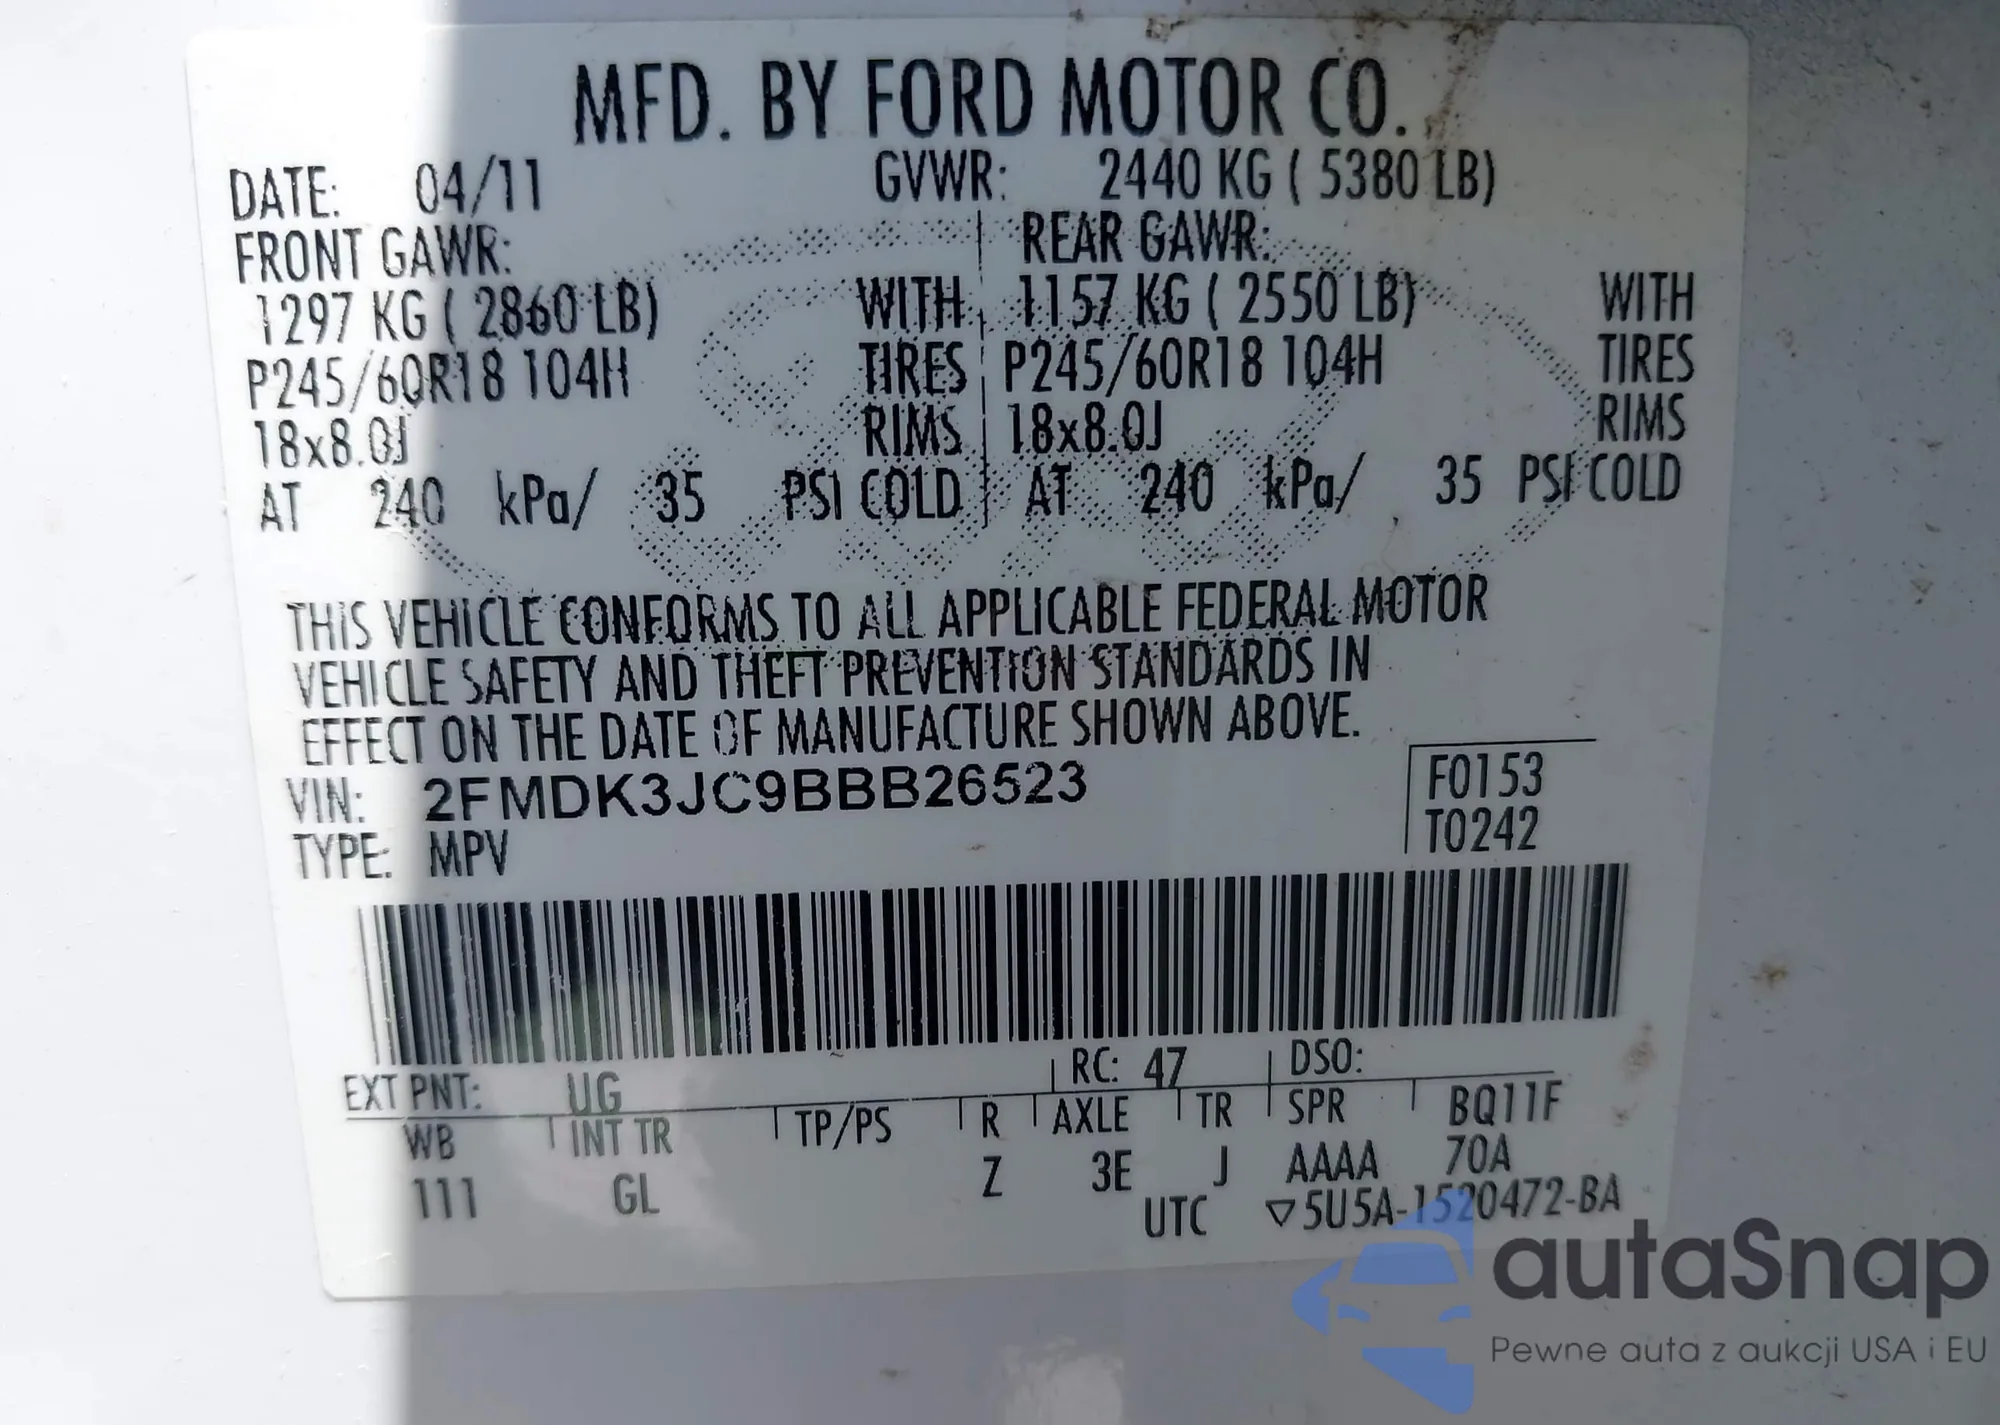 MFD. BY FORD MOTOR CO.
DATE: 04/11 GVWR: 2440 KG ( 5380 LB)
FRONT GAWR: REAR GAWR:
1297 KG ( 2860 LB) WITH 1157 KG ( 2550 LB) WITH
P245/60R18 104H TIRES P245/60R18 104H TIRES
18x8.0J RIMS 18x8.0J RIMS
AT 240 kPa/ 35 PSI COLD AT 240 kPa/ 35 PSI COLD
THIS VEHICLE CONFORMS TO ALL APPLICABLE FEDERAL MOTOR
VEHICLE SAFETY AND THEFT PREVENTION STANDARDS IN
EFFECT ON THE DATE OF MANUFACTURE SHOWN ABOVE.
VIN: 2FMDK3JC9BBB26523 F0153
TYPE: MPV T0242
EXT PNT: UG RC: 47 DSO:
WB INT TR TP/PS R AXLE TR SPR BQ11F
111 GL Z 3E J AAAA 70A
UTC ▽5U5A-1520472-BA
autaSnap
Pewne auta z aukcji USA i EU